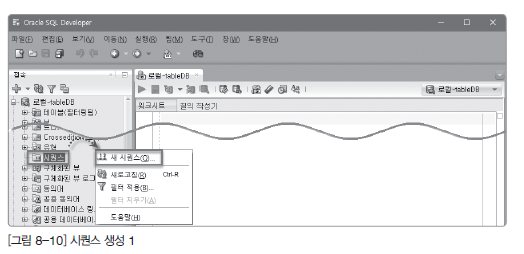 Oracle SQL Developer
파일(F) 편집(E) 보기(V) 이동(N) 실행(R) 팀(M) 도구(T) 창(W) 도움말(H)
접속
로컬-tableDB
로컬-tableDB
로컬-tableDB
워크시트 질의 작성기
테이블(필터링됨)
뷰
Crossedition
유형
시퀀스
새 시퀀스(Q)...
구체화된 뷰
새로고침(R) Ctrl-R
구체화된 뷰 로그
필터 적용(B)...
동의어
필터 지우기(A)
공용 동의어
데이터베이스 링.
도움말(H)
공용 데이터베이.
[그림 8-10] 시퀀스 생성 1